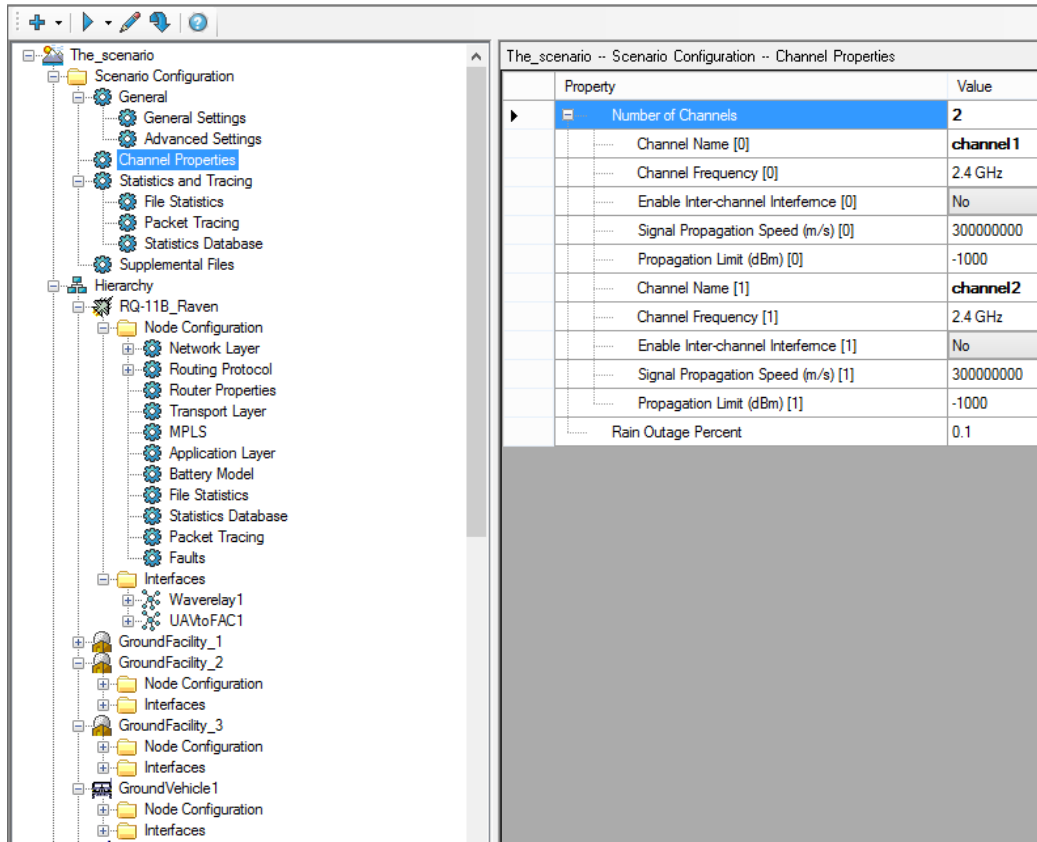 The_scenario
Scenario Configuration
General
General Settings
Advanced Settings
Channel Properties
Statistics and Tracing
File Statistics
Packet Tracing
Statistics Database
Supplemental Files
Hierarchy
RQ-11B_Raven
Node Configuration
Network Layer
Routing Protocol
Router Properties
Transport Layer
MPLS
Application Layer
Battery Model
File Statistics
Statistics Database
Packet Tracing
Faults
Interfaces
Waverelay1
UAVtoFAC1
GroundFacility_1
GroundFacility_2
Node Configuration
Interfaces
GroundFacility_3
Node Configuration
Interfaces
GroundVehicle1
Node Configuration
Interfaces
The_scenario -- Scenario Configuration -- Channel Properties
Property Value
Number of Channels 2
Channel Name [0] channel1
Channel Frequency [0] 2.4 GHz
Enable Inter-channel Interfernce [0] No
Signal Propagation Speed (m/s) [0] 300000000
Propagation Limit (dBm) [0] -1000
Channel Name [1] channel2
Channel Frequency [1] 2.4 GHz
Enable Inter-channel Interfernce [1] No
Signal Propagation Speed (m/s) [1] 300000000
Propagation Limit (dBm) [1] -1000
Rain Outage Percent 0.1